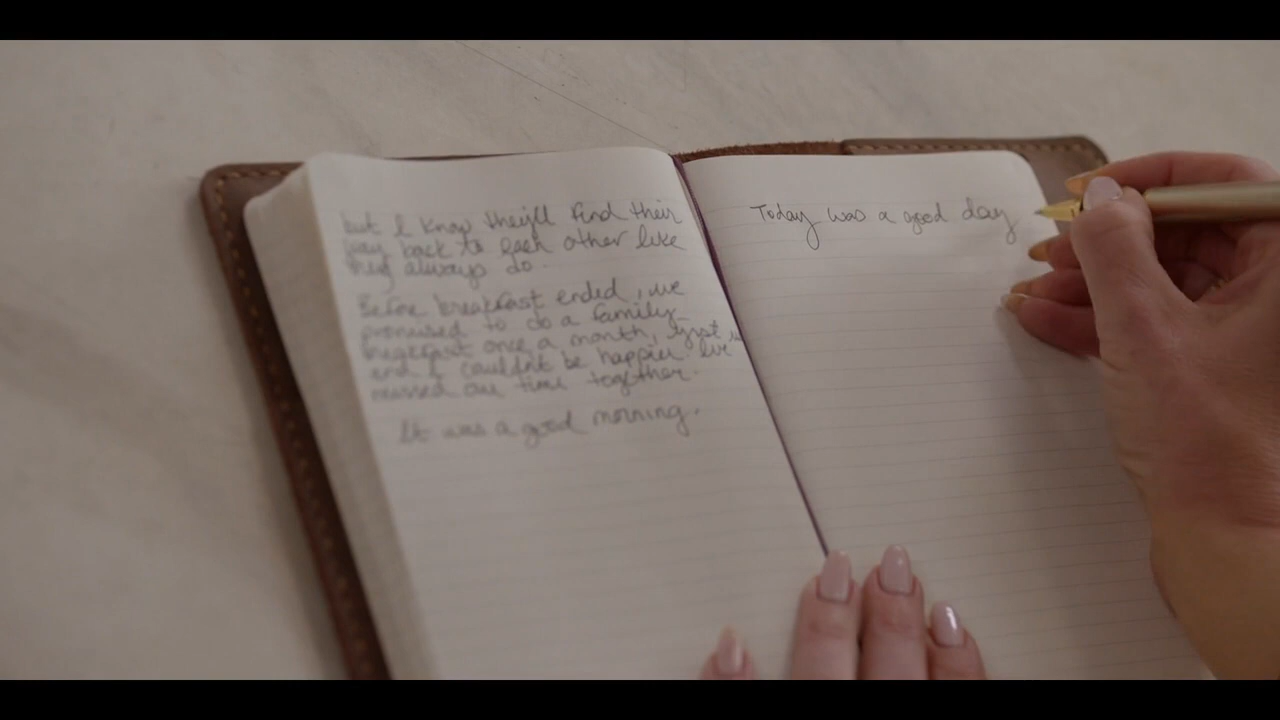 but I know they'll find their
way back to each other like
they always do.
Before breakfast ended, we
promised to do a family
breakfast once a month, just us
and I couldn't be happier. I've
missed our time together.
It was a good morning.
Today was a good day